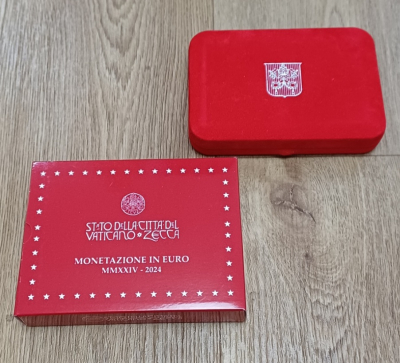 STATO DELLA CITTÀ DEL
VATICANO • ZECCA
MONETAZIONE IN EURO
MMXXIV - 2024